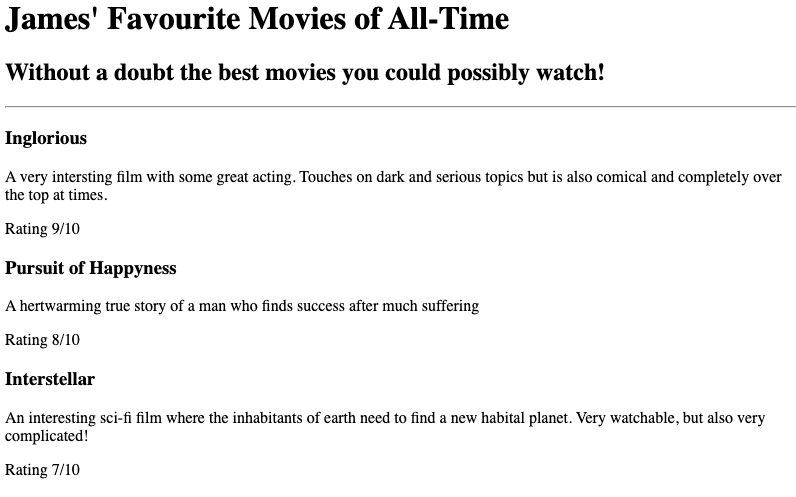 James' Favourite Movies of All-Time
Without a doubt the best movies you could possibly watch!
Inglorious
A very intersting film with some great acting. Touches on dark and serious topics but is also comical and completely over
the top at times.
Rating 9/10
Pursuit of Happyness
A hertwarming true story of a man who finds success after much suffering
Rating 8/10
Interstellar
An interesting sci-fi film where the inhabitants of earth need to find a new habital planet. Very watchable, but also very
complicated!
Rating 7/10